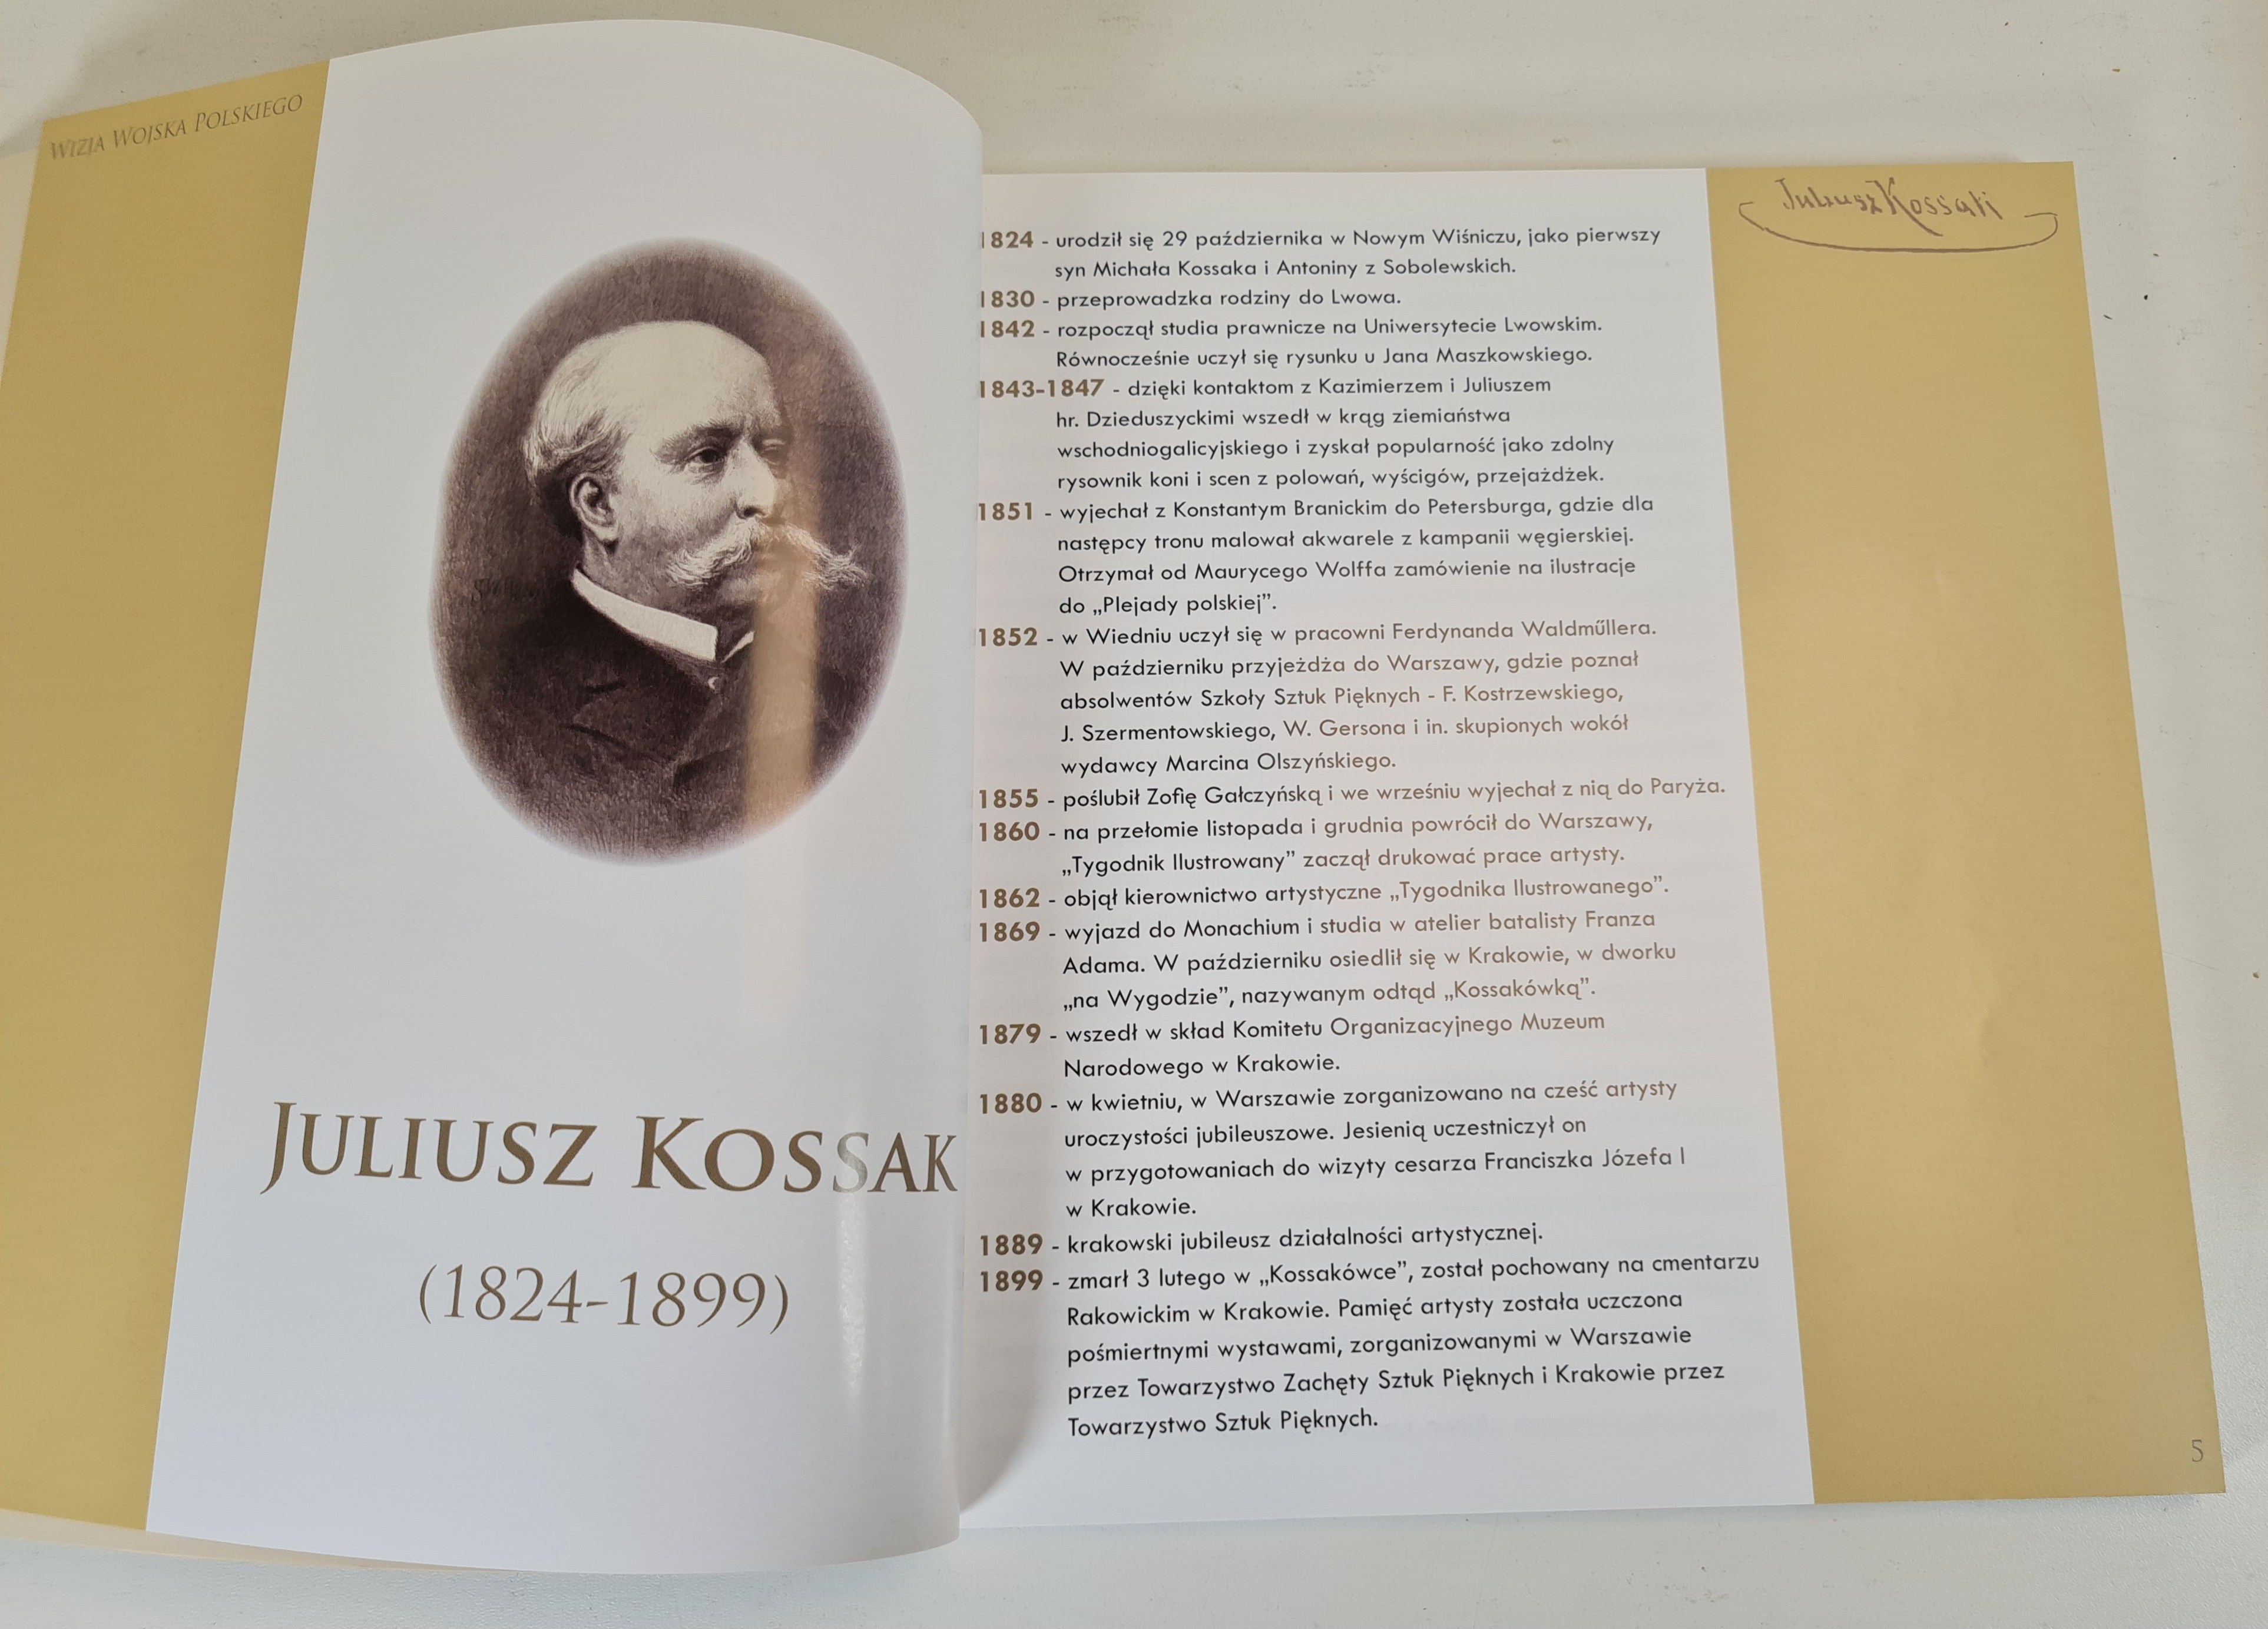 WIZJA WOJSKA POLSKIEGO
JULIUSZ KOSSAK
(1824-1899)
Juliusz Kossak
1824 - urodził się 29 października w Nowym Wiśniczu, jako pierwszy
syn Michała Kossaka i Antoniny z Sobolewskich.
1830 - przeprowadzka rodziny do Lwowa.
1842 - rozpoczął studia prawnicze na Uniwersytecie Lwowskim.
Równocześnie uczył się rysunku u Jana Maszkowskiego.
1843-1847 - dzięki kontaktom z Kazimierzem i Juliuszem
hr. Dzieduszyckimi wszedł w krąg ziemiaństwa
wschodniogalicyjskiego i zyskał popularność jako zdolny
rysownik koni i scen z polowań, wyścigów, przejażdżek.
1851 - wyjechał z Konstantym Branickim do Petersburga, gdzie dla
następcy tronu malował akwarele z kampanii węgierskiej.
Otrzymał od Maurycego Wolffa zamówienie na ilustracje
do „Plejady polskiej”.
1852 - w Wiedniu uczył się w pracowni Ferdynanda Waldműllera.
W październiku przyjeżdża do Warszawy, gdzie poznał
absolwentów Szkoły Sztuk Pięknych - F. Kostrzewskiego,
J. Szermentowskiego, W. Gersona i in. skupionych wokół
wydawcy Marcina Olszyńskiego.
1855 - poślubił Zofię Gałczyńską i we wrześniu wyjechał z nią do Paryża.
1860 - na przełomie listopada i grudnia powrócił do Warszawy,
„Tygodnik Ilustrowany” zaczął drukować prace artysty.
1862 - objął kierownictwo artystyczne „Tygodnika Ilustrowanego”.
1869 - wyjazd do Monachium i studia w atelier batalisty Franza
Adama. W październiku osiedlił się w Krakowie, w dworku
„na Wygodzie”, nazywanym odtąd „Kossakówką”.
1879 - wszedł w skład Komitetu Organizacyjnego Muzeum
Narodowego w Krakowie.
1880 - w kwietniu, w Warszawie zorganizowano na cześć artysty
uroczystości jubileuszowe. Jesienią uczestniczył on
w przygotowaniach do wizyty cesarza Franciszka Józefa I
w Krakowie.
1889 - krakowski jubileusz działalności artystycznej.
1899 - zmarł 3 lutego w „Kossakówce”, został pochowany na cmentarzu
Rakowickim w Krakowie. Pamięć artysty została uczczona
pośmiertnymi wystawami, zorganizowanymi w Warszawie
przez Towarzystwo Zachęty Sztuk Pięknych i Krakowie przez
Towarzystwo Sztuk Pięknych.
5